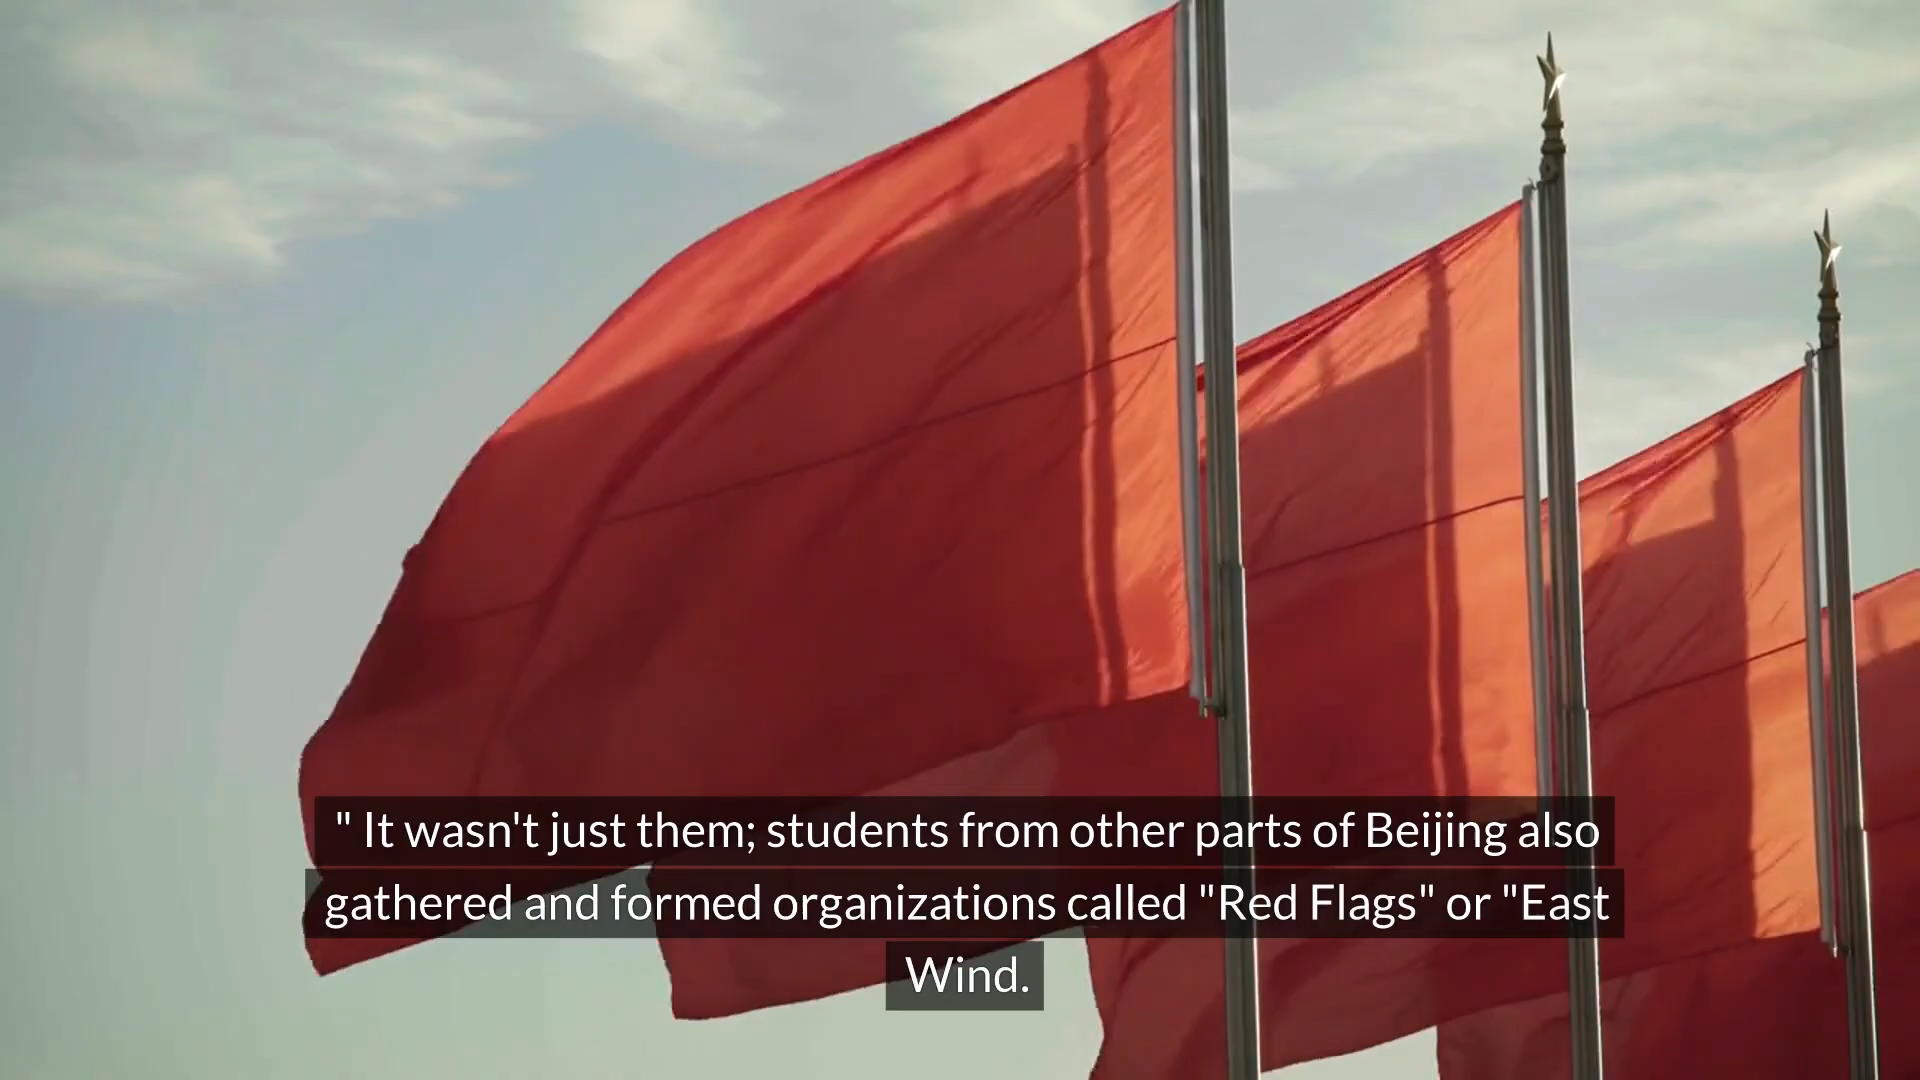 " It wasn't just them; students from other parts of Beijing also
gathered and formed organizations called "Red Flags" or "East
Wind.